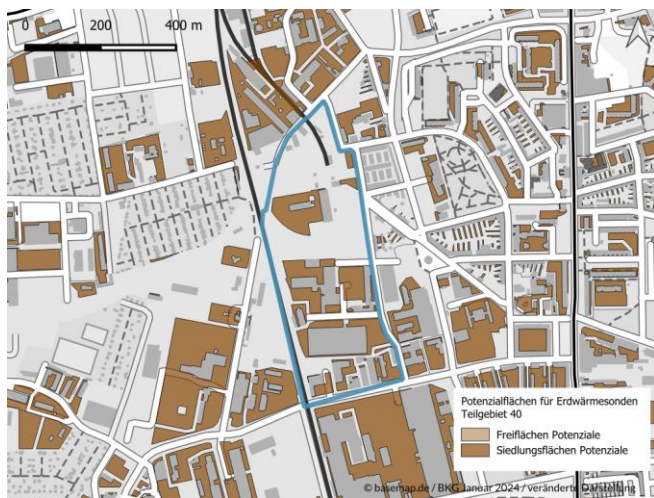 0 200 400 m
Potenzialflächen für Erdwärmesonden
Teilgebiet 40
Freiflächen Potenziale
Siedlungsflächen Potenziale
© basemap.de / BKG Januar 2024 / veränderte Darstellung